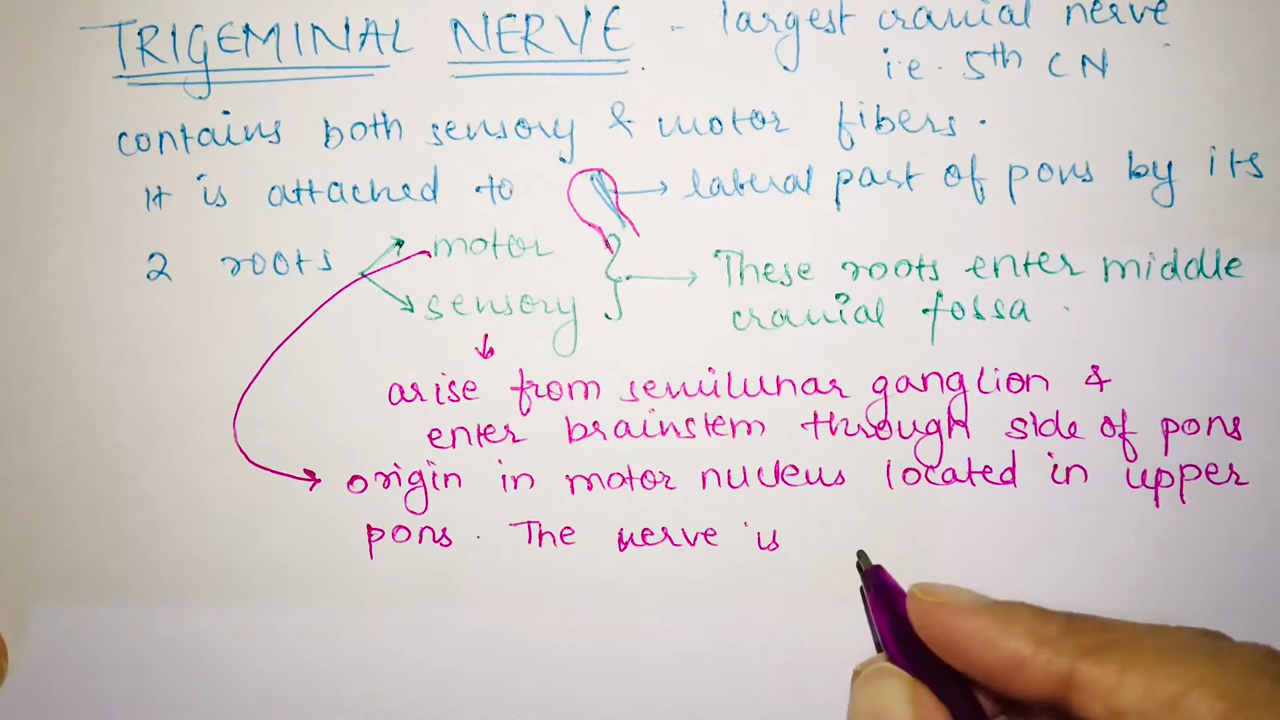 TRIGEMINAL NERVE - largest cranial nerve
i.e. 5th CN
contains both sensory & motor fibers.
It is attached to → lateral part of pons by its
2 roots motor
sensory
These roots enter middle
cranial fossa.
arise from semilunar ganglion &
enter brainstem through side of pons
origin in motor nucleus located in upper
pons. The nerve is